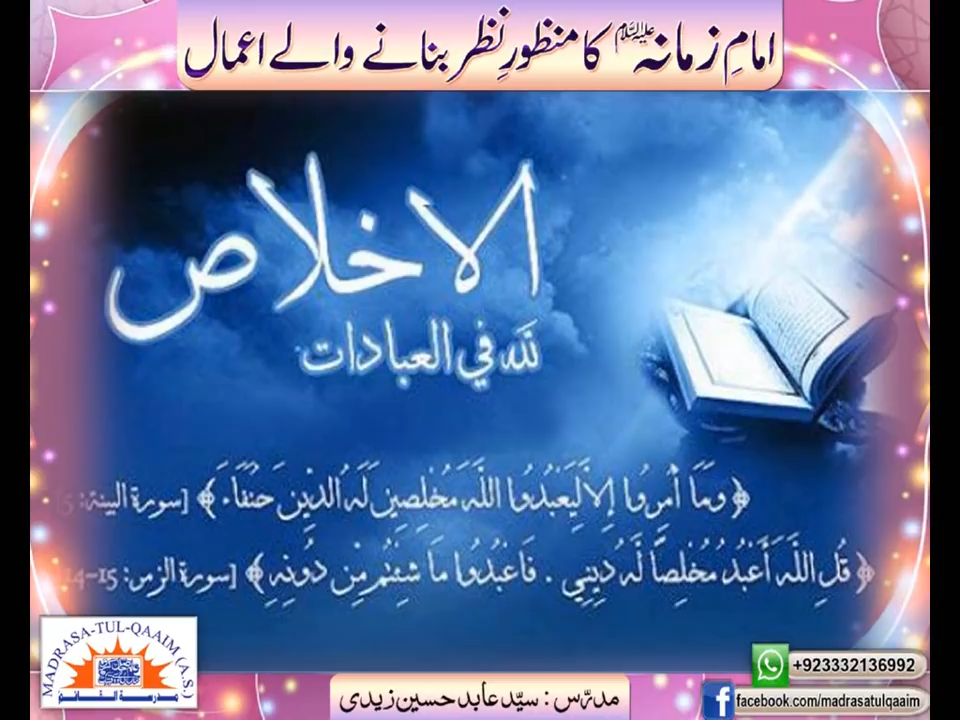 امامِ زمانہ علیہ السلام کا منظورِ نظر بنانے والے اعمال
الاخلاص
لله في العبادات
﴿وَمَا أُمِرُوا إِلَّا لِيَعْبُدُوا اللَّهَ مُخْلِصِينَ لَهُ الدِّينَ حُنَفَاءَ﴾ [سورة البينة: 5]
﴿قُلِ اللَّهَ أَعْبُدُ مُخْلِصًا لَّهُ دِينِي . فَاعْبُدُوا مَا شِئْتُم مِّن دُونِهِ﴾ [سورة الزمر: 14-15
MADRASA-TUL-QAAIM (A.S.)
مدرسة القائم
مدرّس : سیّد عابد حسین زیدی
+923332136992
facebook.com/madrasatulqaaim